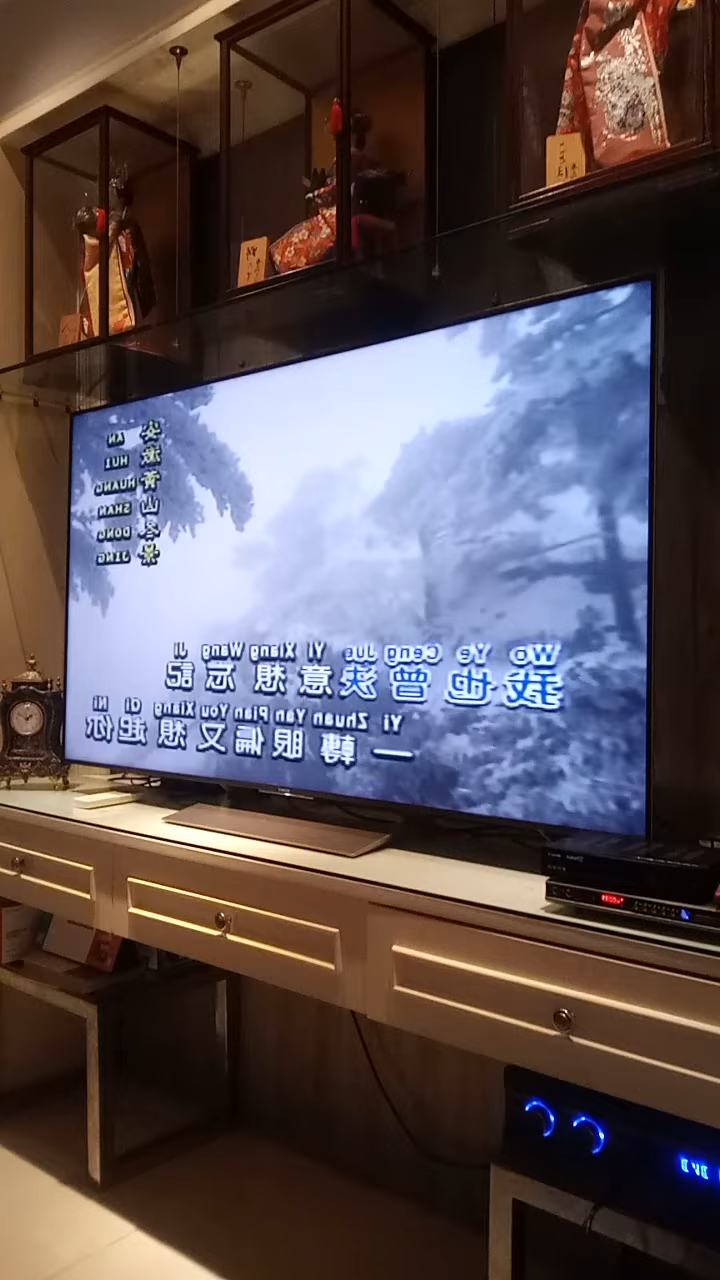 安 AN
徽 HUI
黃 HUANG
山 SHAN
冬 DONG
景 JING
Wo Ye Ceng Jue Yi Xiang Wang Ji
我也曾決意想忘記
Yi Zhuan Yan Pian You Xiang Qi Ni
一轉眼偏又想起你